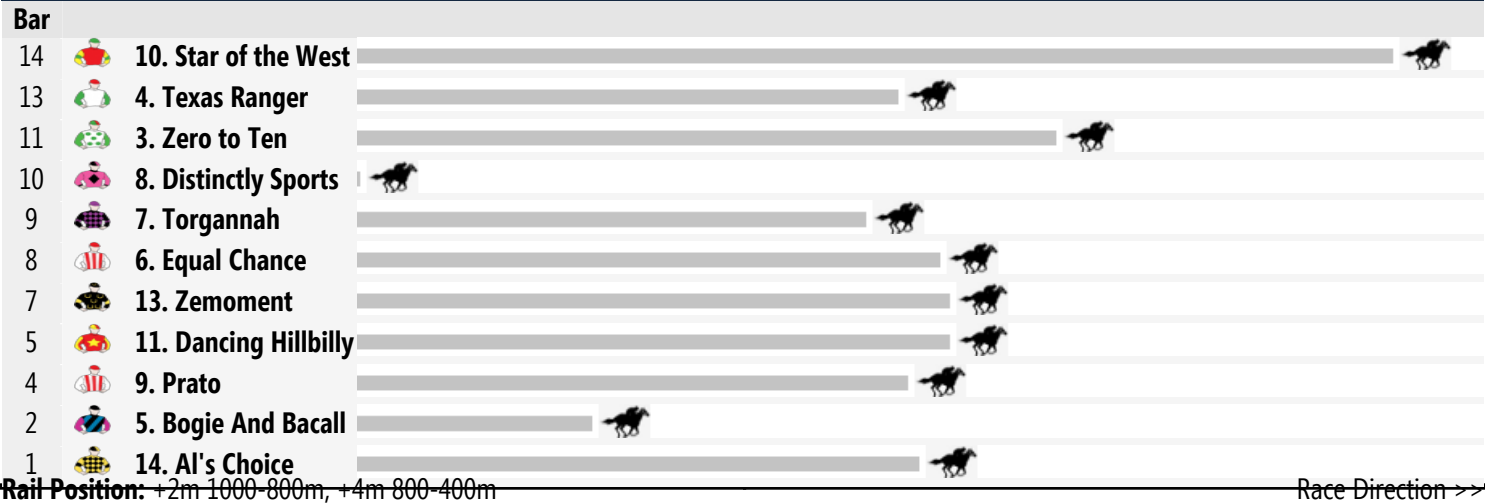 Bar
14 10. Star of the West
13 4. Texas Ranger
11 3. Zero to Ten
10 8. Distinctly Sports
9 7. Torgannah
8 6. Equal Chance
7 13. Zemoment
5 11. Dancing Hillbilly
4 9. Prato
2 5. Bogie And Bacall
1 14. Al's Choice
Rail Position: +2m 1000-800m, +4m 800-400m Race Direction >>